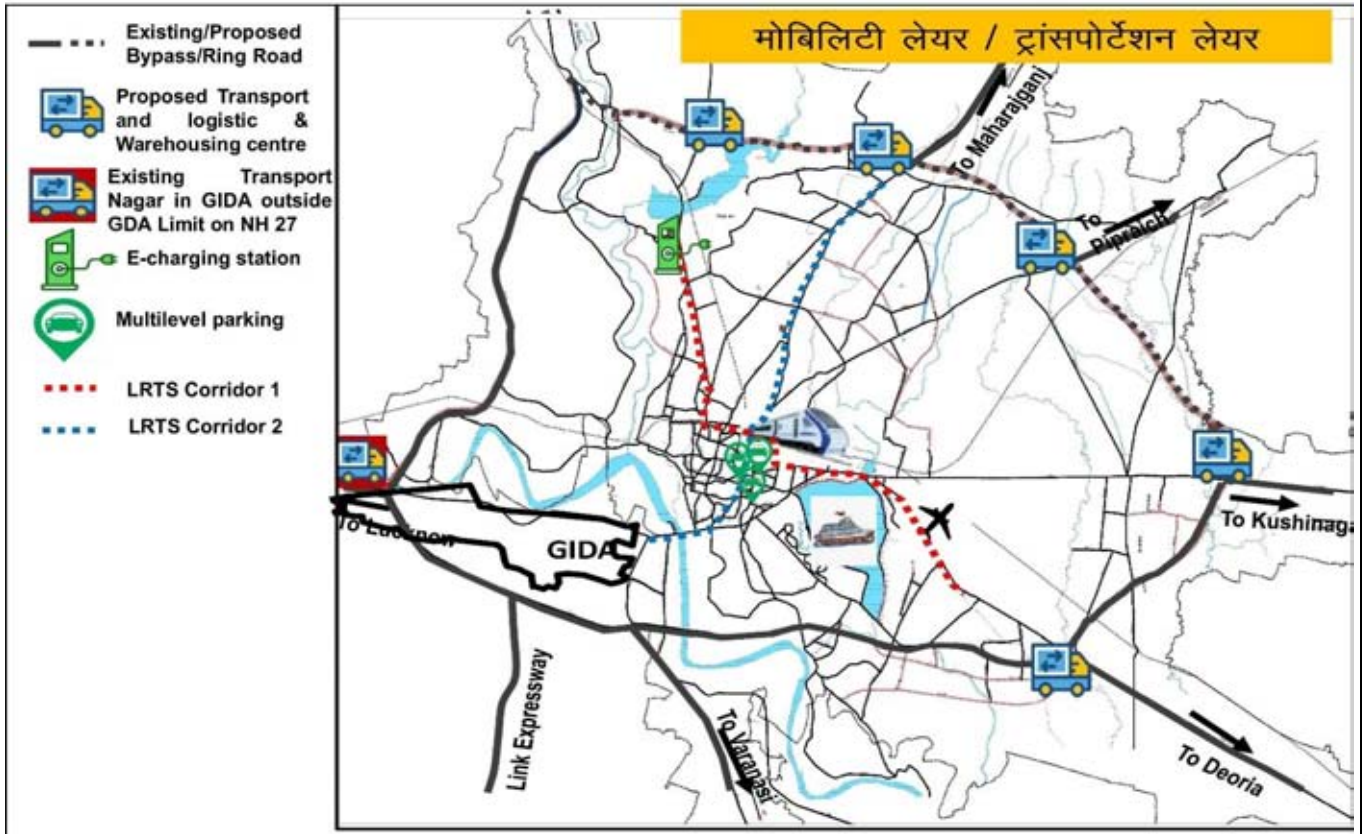 मोबिलिटी लेयर / ट्रांसपोर्टेशन लेयर
Existing/Proposed
Bypass/Ring Road
Proposed Transport
and logistic &
Warehousing centre
Existing Transport
Nagar in GIDA outside
GDA Limit on NH 27
E-charging station
Multilevel parking
LRTS Corridor 1
LRTS Corridor 2
To Maharajganj
To
Pipraich
To Kushinaga
To Lucknon
GIDA
Link Expressway
To Varanasi
To Deoria